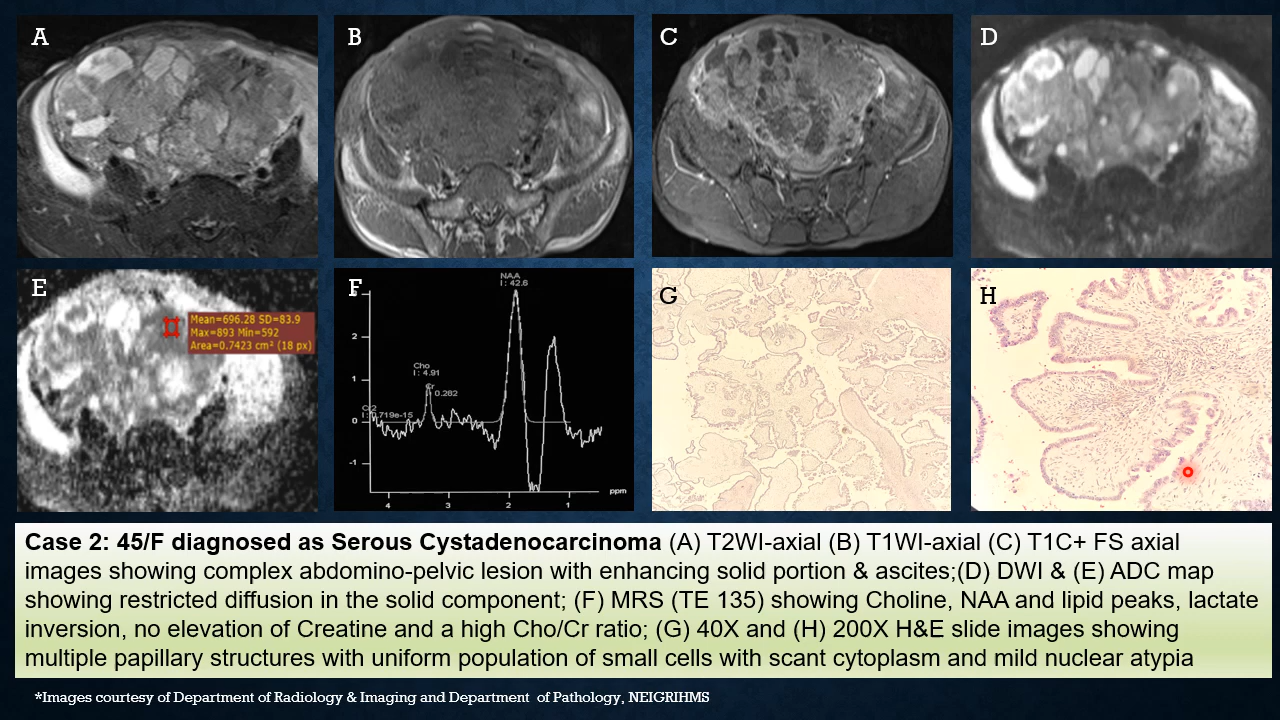 A
B
C
D
E
Mean=696.28 SD=83.9
Max=893 Min=592
Area=0.7423 cm² (18 px)
F
NAA
I : 42.6
Cho
I : 4.91
Cr
0.282
2
1
0
-1
4
3
2
1
ppm
G
H
Case 2: 45/F diagnosed as Serous Cystadenocarcinoma (A) T2WI-axial (B) T1WI-axial (C) T1C+ FS axial
images showing complex abdomino-pelvic lesion with enhancing solid portion & ascites;(D) DWI & (E) ADC map
showing restricted diffusion in the solid component; (F) MRS (TE 135) showing Choline, NAA and lipid peaks, lactate
inversion, no elevation of Creatine and a high Cho/Cr ratio; (G) 40X and (H) 200X H&E slide images showing
multiple papillary structures with uniform population of small cells with scant cytoplasm and mild nuclear atypia
*Images courtesy of Department of Radiology & Imaging and Department of Pathology, NEIGRIHMS